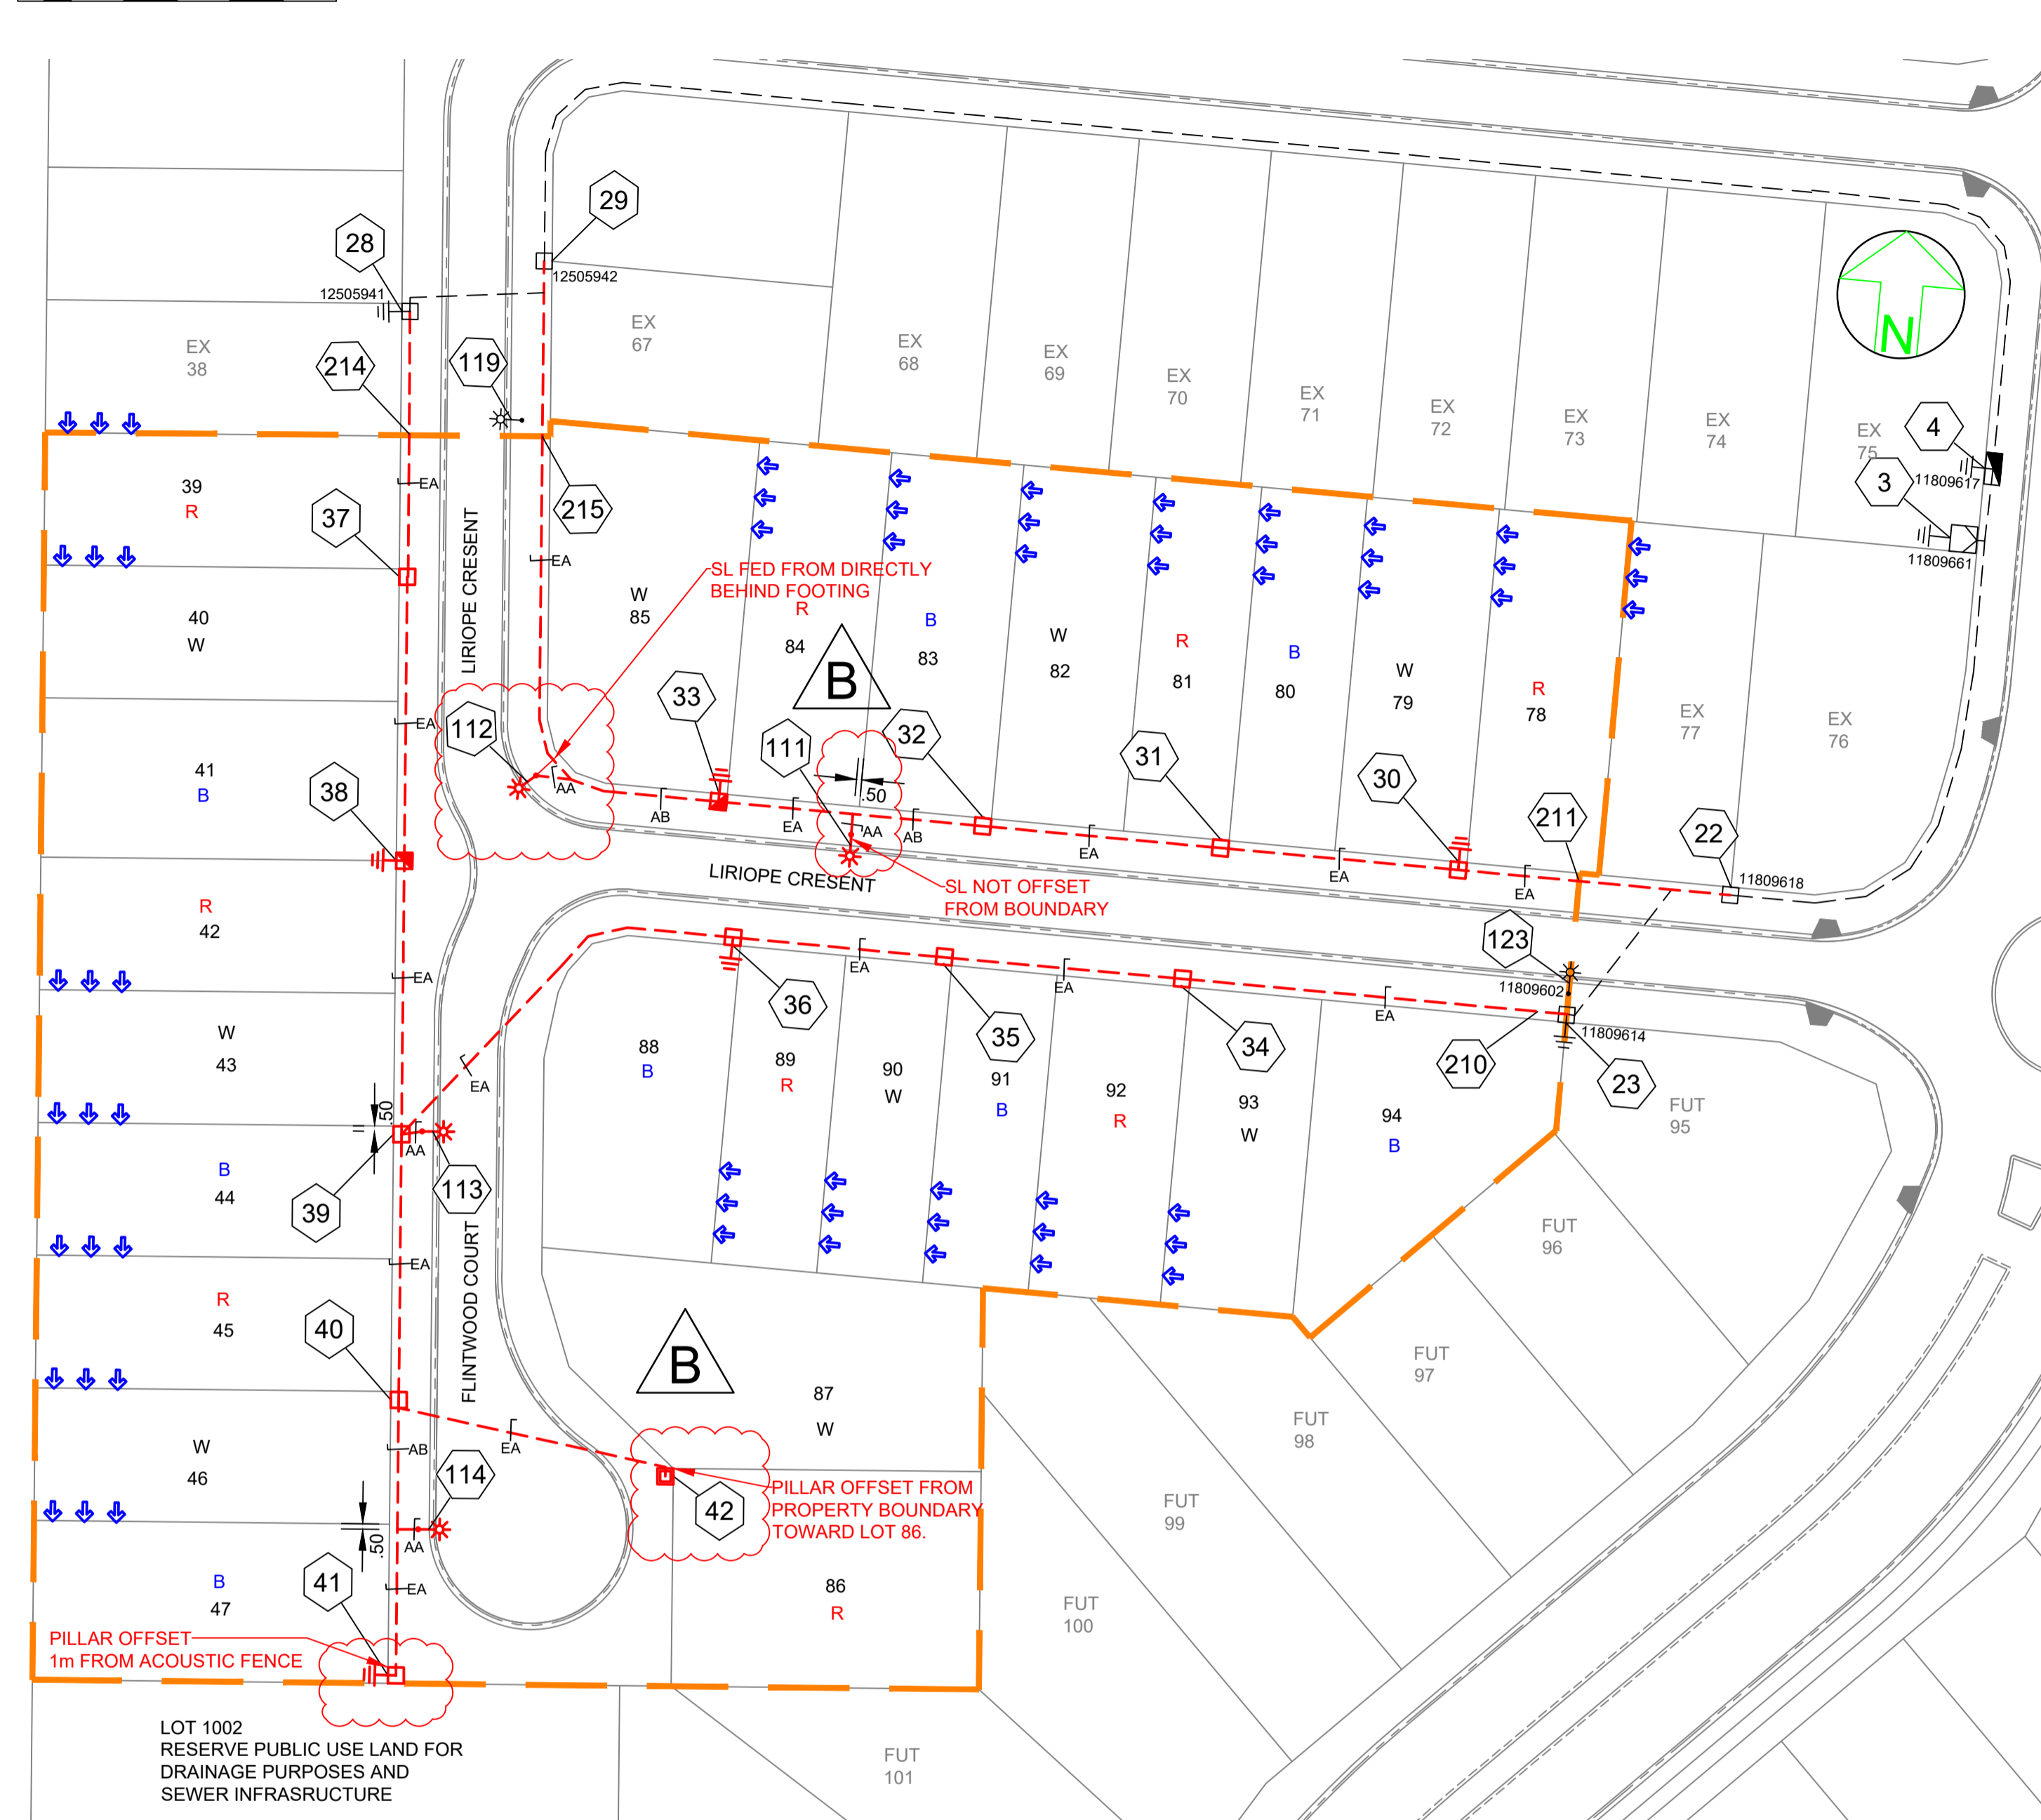 29
28
12505942
12505941
N
EX
67
EX
38
214
119
EX
68
EX
69
EX
70
EX
71
EX
72
EX
73
EX
74
EX
75
4
3
11809617
11809661
39
R
EA
37
215
EA
LIRIOPE CRESENT
SL FED FROM DIRECTLY
BEHIND FOOTING
40
W
W
85
R
84
B
83
W
82
R
81
B
80
W
79
R
78
EX
77
EX
76
B
33
111
32
31
30
211
22
EA
112
41
B
38
AA
AB
EA
.50
AA
AB
EA
EA
EA
11809618
LIRIOPE CRESENT
SL NOT OFFSET
FROM BOUNDARY
R
42
EA
123
11809602
11809614
36
EA
35
EA
34
EA
210
23
W
43
EA
88
B
89
R
90
W
91
B
92
R
93
W
94
B
FUT
95
.50
AA
113
39
B
44
EA
FUT
96
FLINTWOOD COURT
R
45
40
B
87
W
FUT
97
FUT
98
EA
W
46
AB
114
42
PILLAR OFFSET FROM
PROPERTY BOUNDARY
TOWARD LOT 86.
FUT
99
.50
AA
41
EA
B
47
86
R
FUT
100
PILLAR OFFSET
1m FROM ACOUSTIC FENCE
LOT 1002
RESERVE PUBLIC USE LAND FOR
DRAINAGE PURPOSES AND
SEWER INFRASRUCTURE
FUT
101